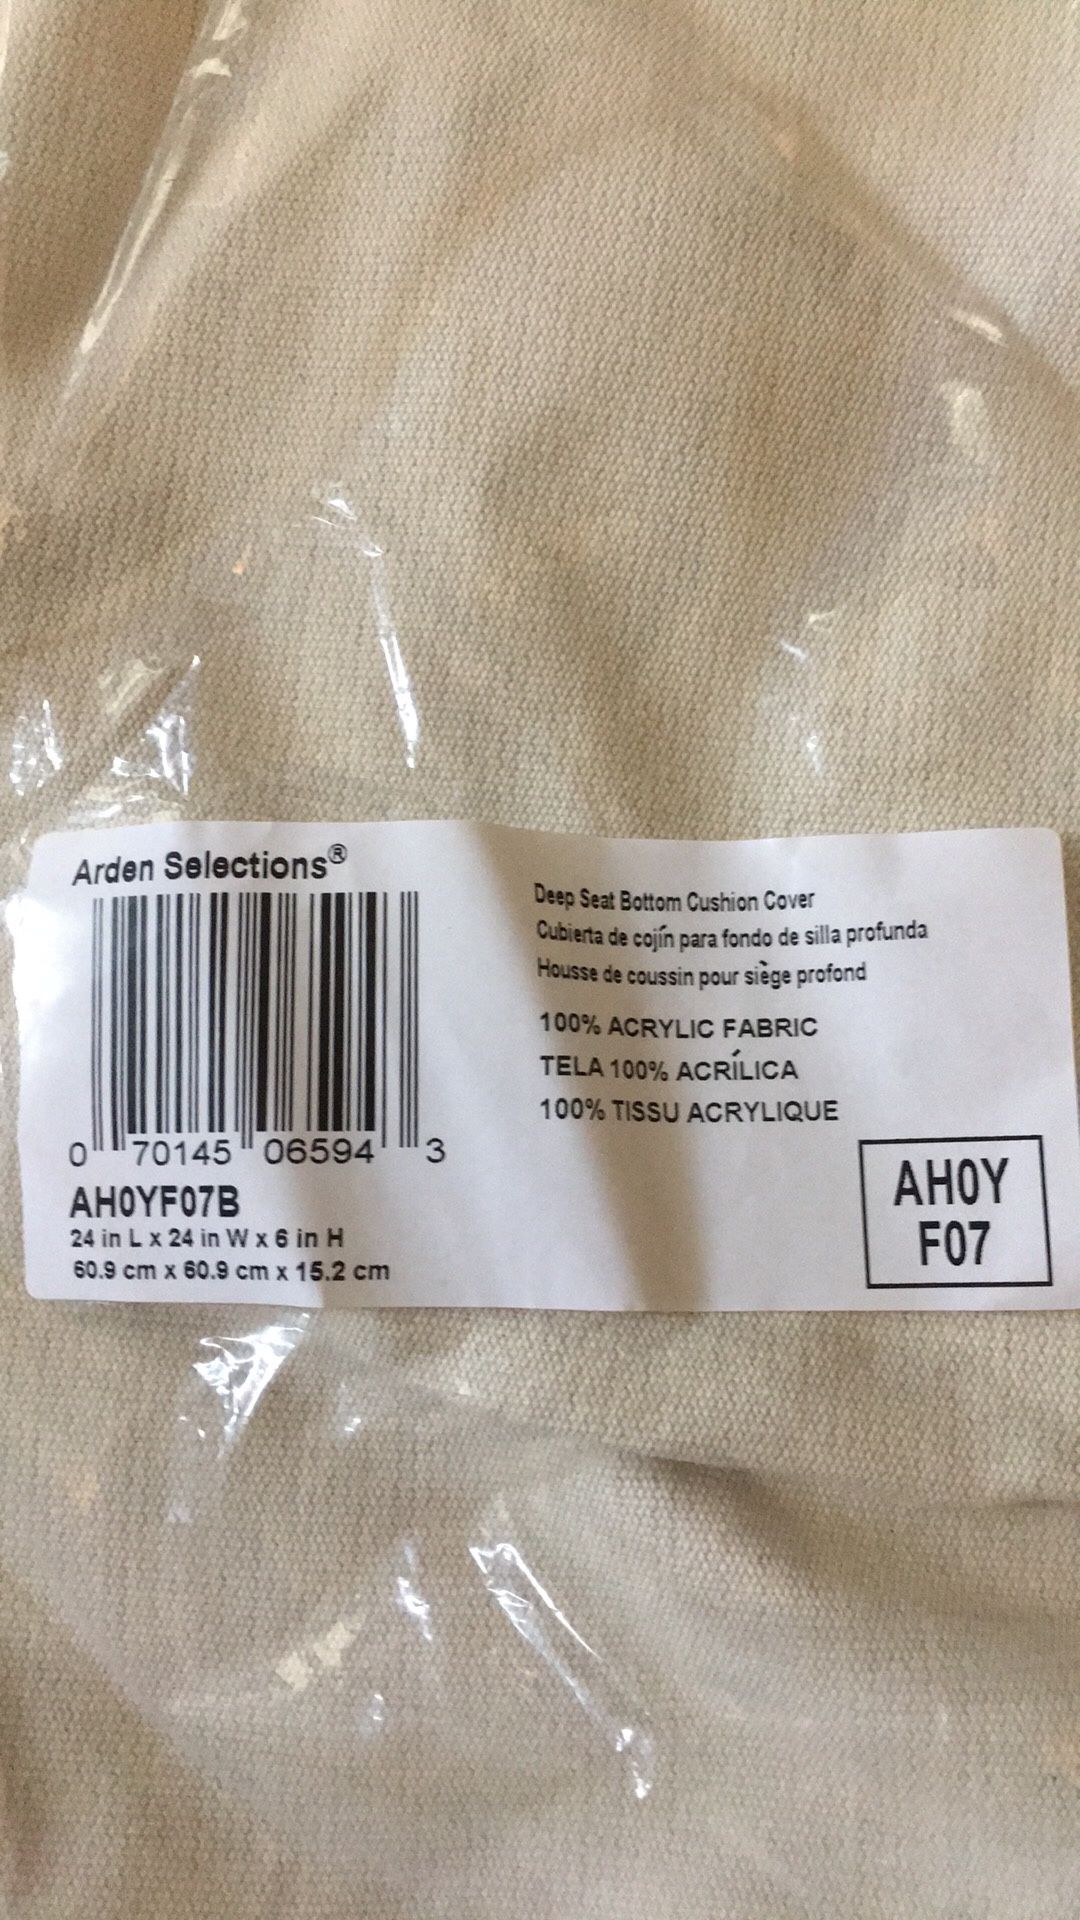 Arden Selections®
0 70145 06594 3
AH0YF07B
24 in L x 24 in W x 6 in H
60.9 cm x 60.9 cm x 15.2 cm
Deep Seat Bottom Cushion Cover
Cubierta de cojín para fondo de silla profunda
Housse de coussin pour siège profond
100% ACRYLIC FABRIC
TELA 100% ACRÍLICA
100% TISSU ACRYLIQUE
AH0Y
F07